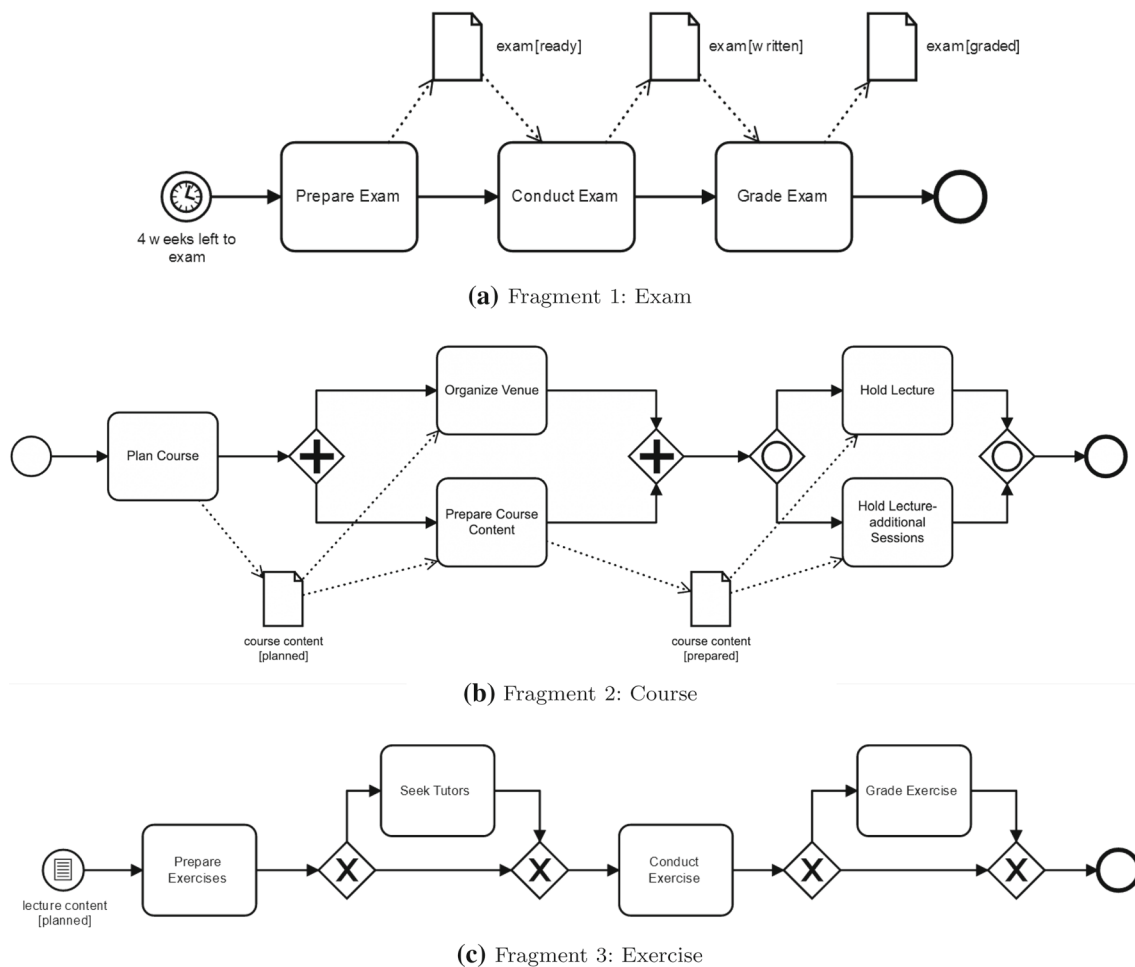 exam[ready]
exam[w ritten]
exam[graded]
Prepare Exam
Conduct Exam
Grade Exam
4 w eeks left to
exam
(a) Fragment 1: Exam
Organize Venue
Hold Lecture
Plan Course
Prepare Course
Content
Hold Lecture-
additional
Sessions
course content
[planned]
course content
[prepared]
(b) Fragment 2: Course
Seek Tutors
Grade Exercise
Prepare
Exercises
X
X
Conduct
Exercise
X
X
lecture content
[planned]
(c) Fragment 3: Exercise